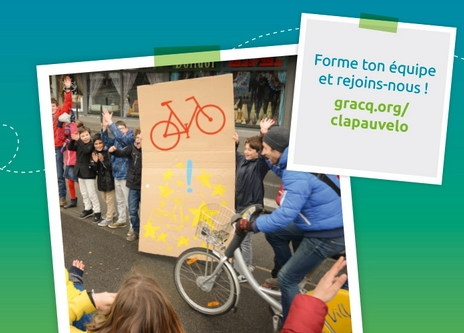 Forme ton équipe
et rejoins-nous !
gracq.org/
clapauvelo
!